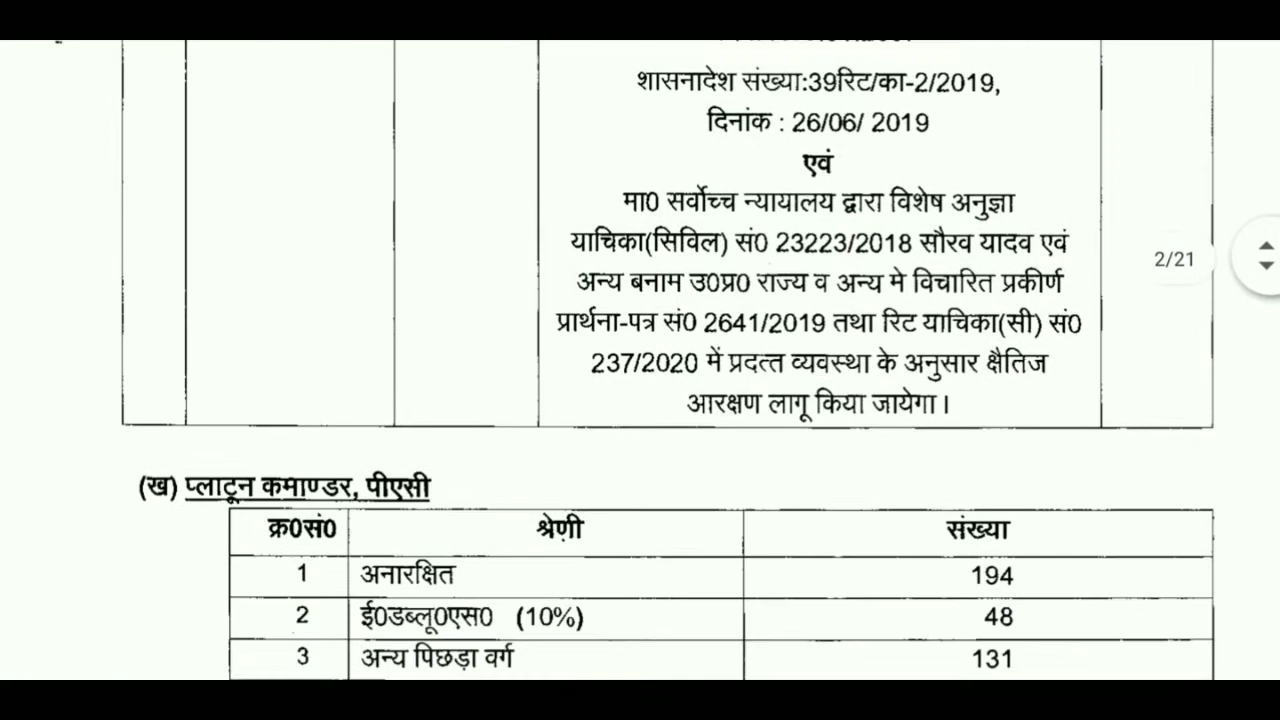 शासनादेश संख्या:39रिट/का-2/2019,
दिनांक : 26/06/ 2019
एवं
मा0 सर्वोच्च न्यायालय द्वारा विशेष अनुज्ञा
याचिका(सिविल) सं0 23223/2018 सौरव यादव एवं
अन्य बनाम उ0प्र0 राज्य व अन्य मे विचारित प्रकीर्ण
2/21
प्रार्थना-पत्र सं0 2641/2019 तथा रिट याचिका(सी) सं0
237/2020 में प्रदत्त व्यवस्था के अनुसार क्षैतिज
आरक्षण लागू किया जायेगा।
(ख) प्लाटून कमाण्डर, पीएसी
क्र0सं0 श्रेणी संख्या
1 अनारक्षित 194
2 ई0डब्लू0एस0 (10%) 48
3 अन्य पिछड़ा वर्ग 131